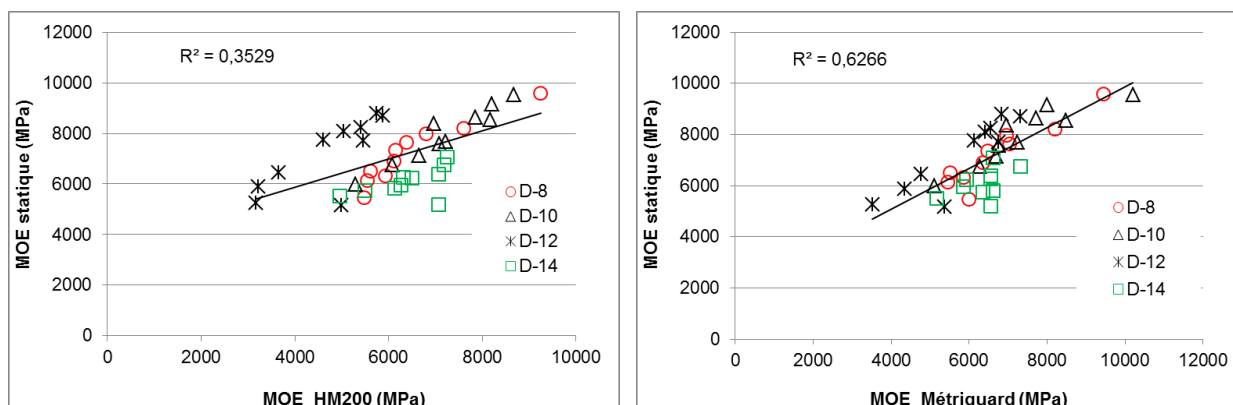 12000
10000
8000
6000
4000
2000
0
MOE statique (MPa)
R² = 0,3529
D-8
D-10
D-12
D-14
0 2000 4000 6000 8000 10000
MOE_HM200 (MPa)
12000
10000
8000
6000
4000
2000
0
MOE statique (MPa)
R² = 0,6266
D-8
D-10
D-12
D-14
0 2000 4000 6000 8000 10000 12000
MOE_Métriguard (MPa)